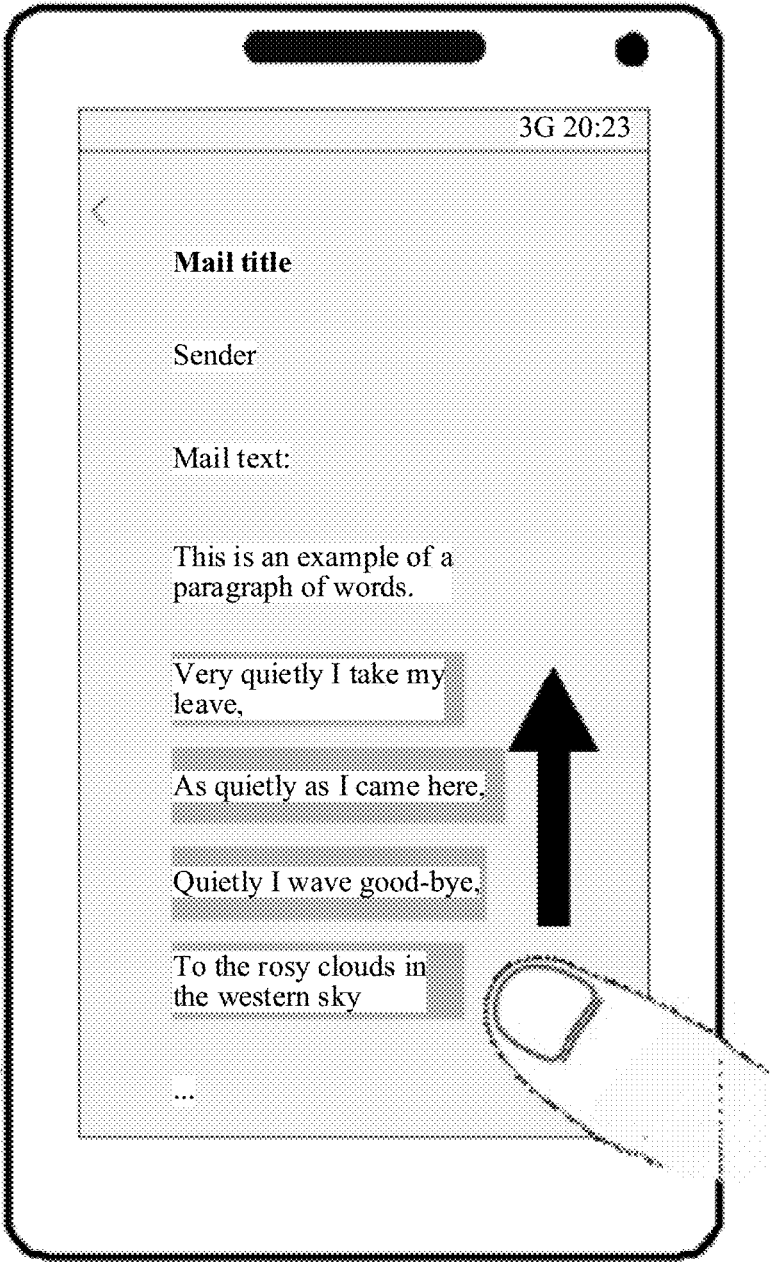 3G 20:23
<
Mail title
Sender
Mail text:
This is an example of a
paragraph of words.
Very quietly I take my
leave,
As quietly as I came here,
Quietly I wave good-bye,
To the rosy clouds in
the western sky
...